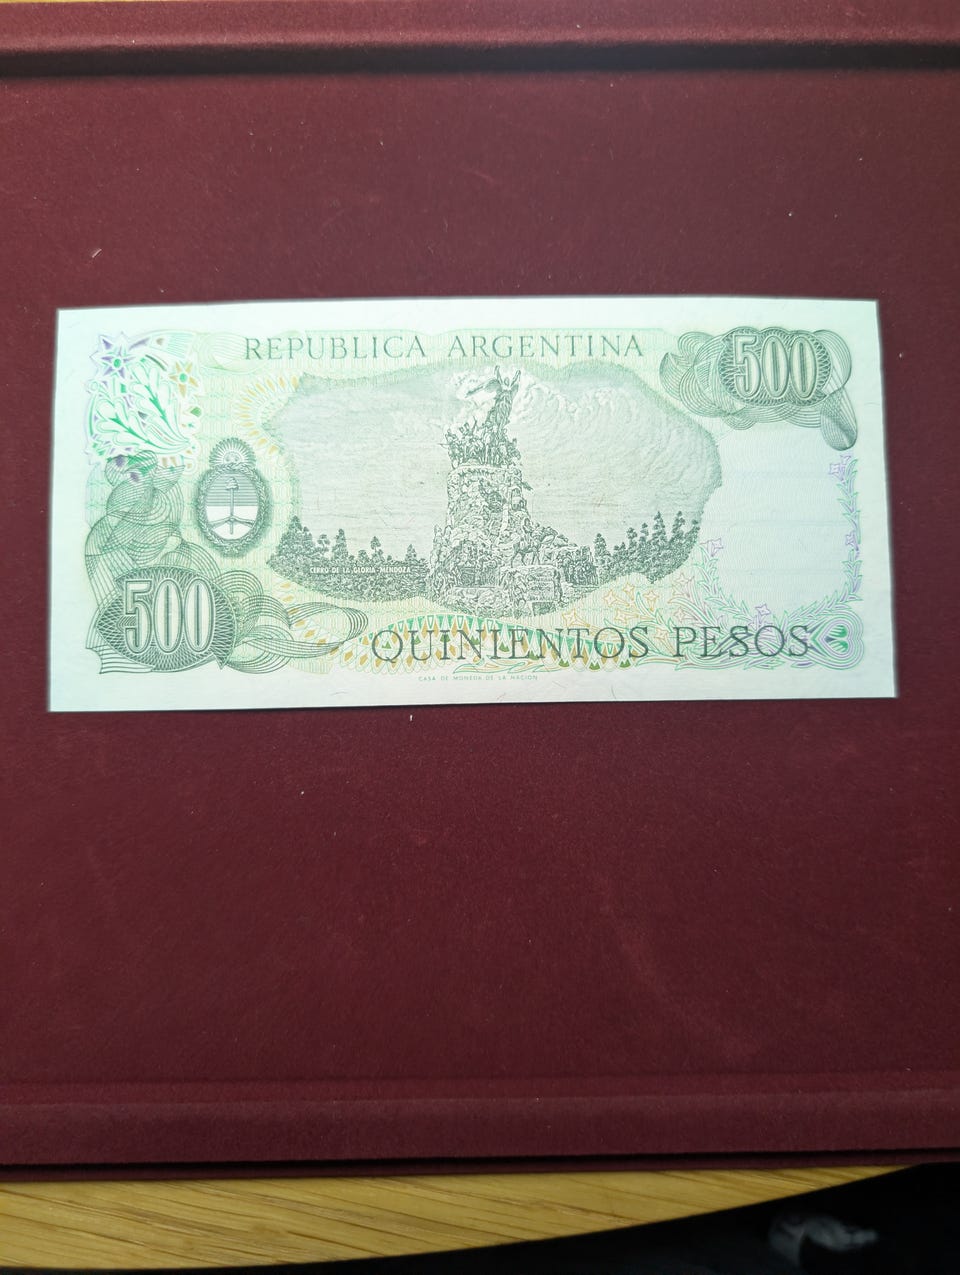 REPUBLICA ARGENTINA
500
CERRO DE LA GLORIA-MENDOZA
500
QUINIENTOS PESOS
CASA DE MONEDA DE LA NACION